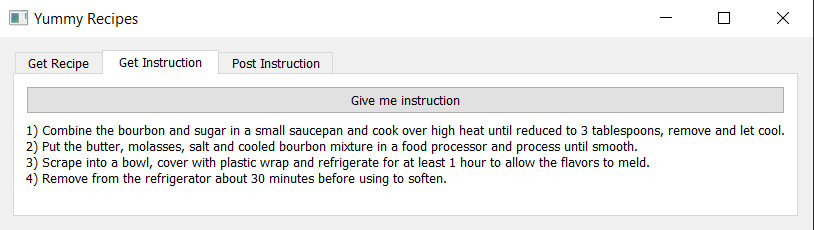 Yummy Recipes
Get Recipe Get Instruction Post Instruction
Give me instruction
1) Combine the bourbon and sugar in a small saucepan and cook over high heat until reduced to 3 tablespoons, remove and let cool.
2) Put the butter, molasses, salt and cooled bourbon mixture in a food processor and process until smooth.
3) Scrape into a bowl, cover with plastic wrap and refrigerate for at least 1 hour to allow the flavors to meld.
4) Remove from the refrigerator about 30 minutes before using to soften.